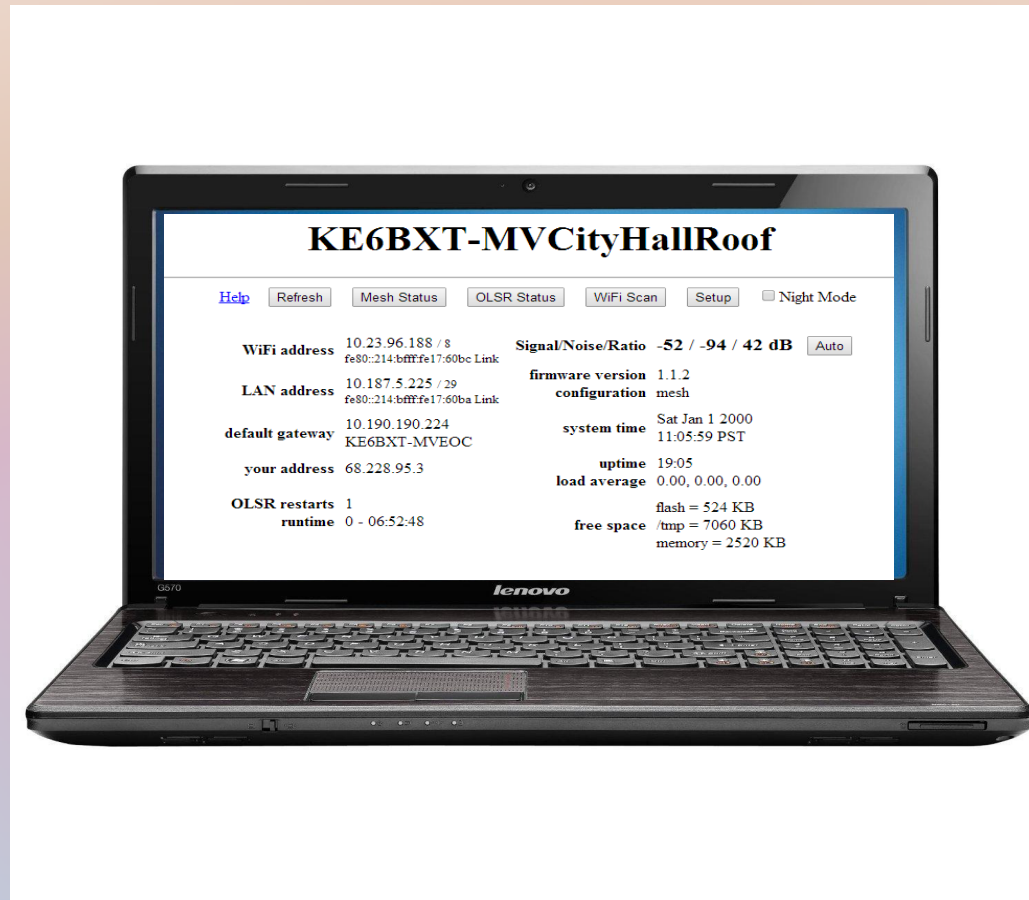 KE6BXT-MVCityHallRoof
Help Refresh Mesh Status OLSR Status WiFi Scan Setup Night Mode
WiFi address 10.23.96.188 / 8
fe80::214:bfff:fe17:60bc Link
LAN address 10.187.5.225 / 29
fe80::214:bfff:fe17:60ba Link
default gateway 10.190.190.224
KE6BXT-MVEOC
your address 68.228.95.3
OLSR restarts 1
runtime 0 - 06:52:48
Signal/Noise/Ratio -52 / -94 / 42 dB Auto
firmware version 1.1.2
configuration mesh
system time Sat Jan 1 2000
11:05:59 PST
uptime 19:05
load average 0.00, 0.00, 0.00
free space flash = 524 KB
/tmp = 7060 KB
memory = 2520 KB
G570
lenovo